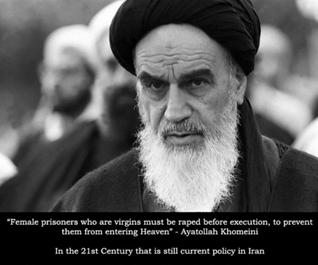 "Female prisoners who are virgins must be raped before execution, to prevent
them from entering Heaven" - Ayatollah Khomeini
In the 21st Century that is still current policy in Iran